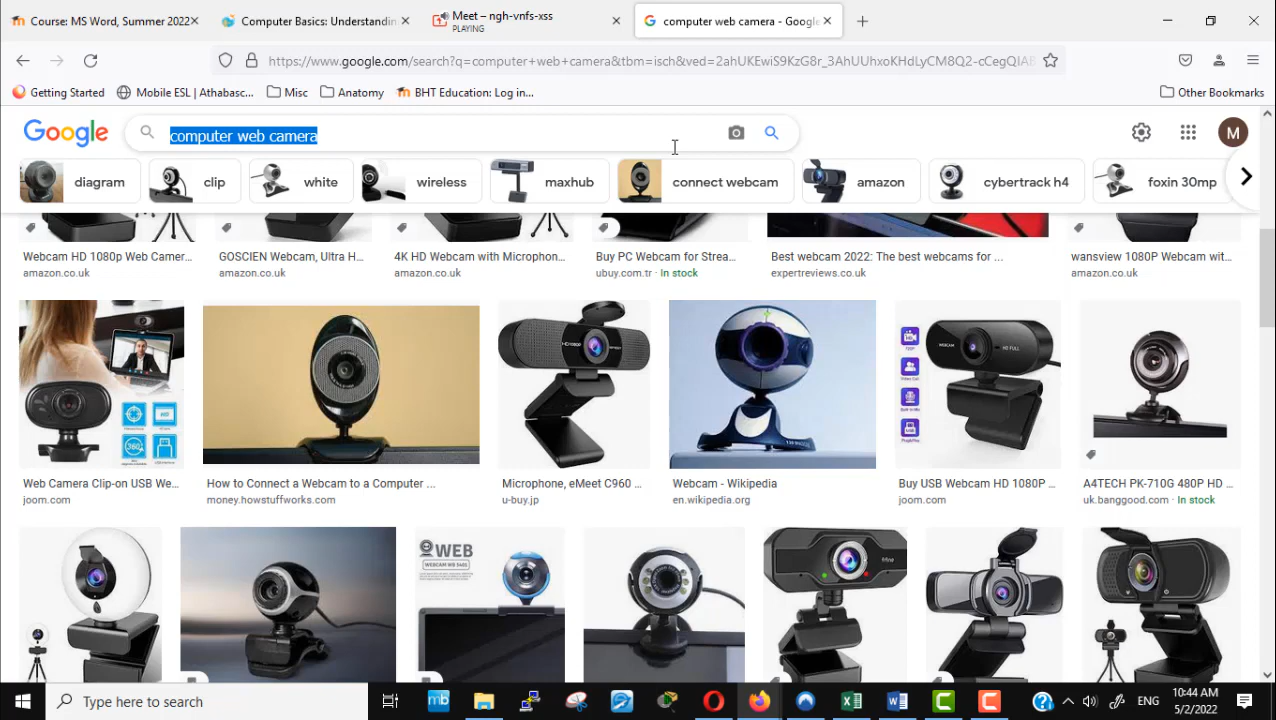 Course: MS Word, Summer 2022
Computer Basics: Understandin
Meet – ngh-vnfs-xss
PLAYING
computer web camera - Google
https://www.google.com/search?q=computer+web+camera&tbm=isch&ved=2ahUKEwiS9KzG8r_3AhUUhxoKHdLyCM8Q2-cCegQIA
Getting Started
Mobile ESL | Athabasc...
Misc
Anatomy
BHT Education: Log in...
Other Bookmarks
Google
computer web camera
M
diagram
clip
white
wireless
maxhub
connect webcam
amazon
cybertrack h4
foxin 30mp
Webcam HD 1080p Web Camer...
GOSCIEN Webcam, Ultra H...
4K HD Webcam with Microphon...
Buy PC Webcam for Strea...
Best webcam 2022: The best webcams for ...
wansview 1080P Webcam wit...
amazon.co.uk
amazon.co.uk
amazon.co.uk
ubuy.com.tr · In stock
expertreviews.co.uk
amazon.co.uk
HD1080P
WEBCAM
HD FULL
360°
Web Camera Clip-on USB We...
How to Connect a Webcam to a Computer ...
Microphone, eMeet C960 ...
Webcam - Wikipedia
Buy USB Webcam HD 1080P ...
A4TECH PK-710G 480P HD ...
joom.com
money.howstuffworks.com
u-buy.jp
en.wikipedia.org
joom.com
uk.banggood.com · In stock
WEB
Type here to search
mb
ENG
10:44 AM
5/2/2022